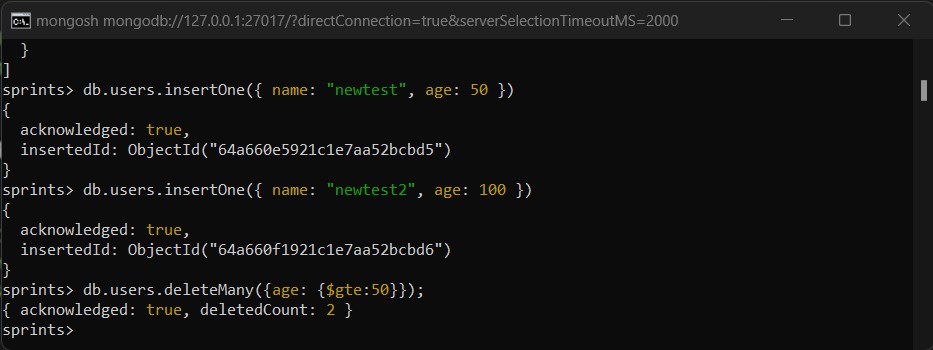 mongosh mongodb://127.0.0.1:27017/?directConnection=true&serverSelectionTimeoutMS=2000
  }
]
sprints> db.users.insertOne({ name: "newtest", age: 50 })
{
  acknowledged: true,
  insertedId: ObjectId("64a660e5921c1e7aa52bcbd5")
}
sprints> db.users.insertOne({ name: "newtest2", age: 100 })
{
  acknowledged: true,
  insertedId: ObjectId("64a660f1921c1e7aa52bcbd6")
}
sprints> db.users.deleteMany({age: {$gte:50}});
{ acknowledged: true, deletedCount: 2 }
sprints>